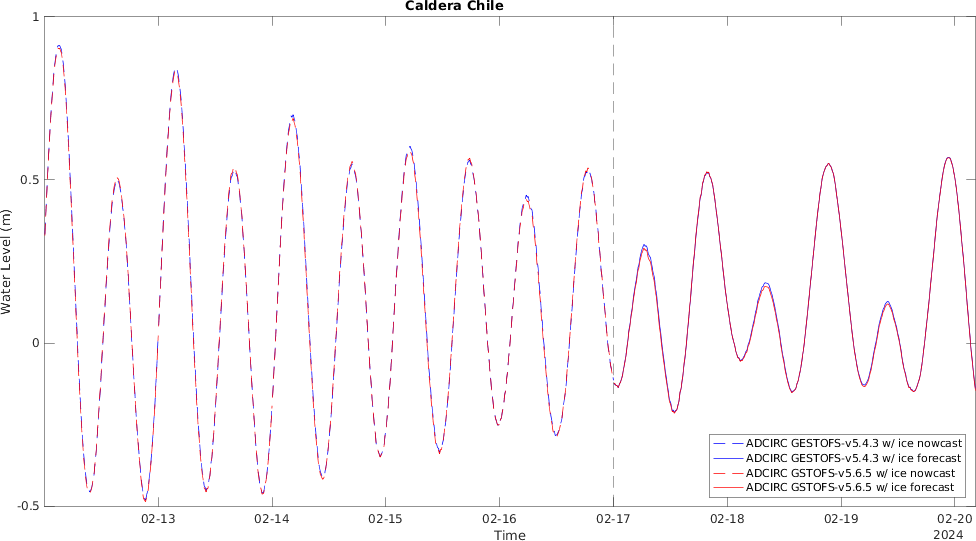 Caldera Chile
1
0.5
0
-0.5
Water Level (m)
02-13
02-14
02-15
02-16
02-17
02-18
02-19
02-20
2024
Time
ADCIRC GESTOFS-v5.4.3 w/ ice nowcast
ADCIRC GESTOFS-v5.4.3 w/ ice forecast
ADCIRC GSTOFS-v5.6.5 w/ ice nowcast
ADCIRC GSTOFS-v5.6.5 w/ ice forecast